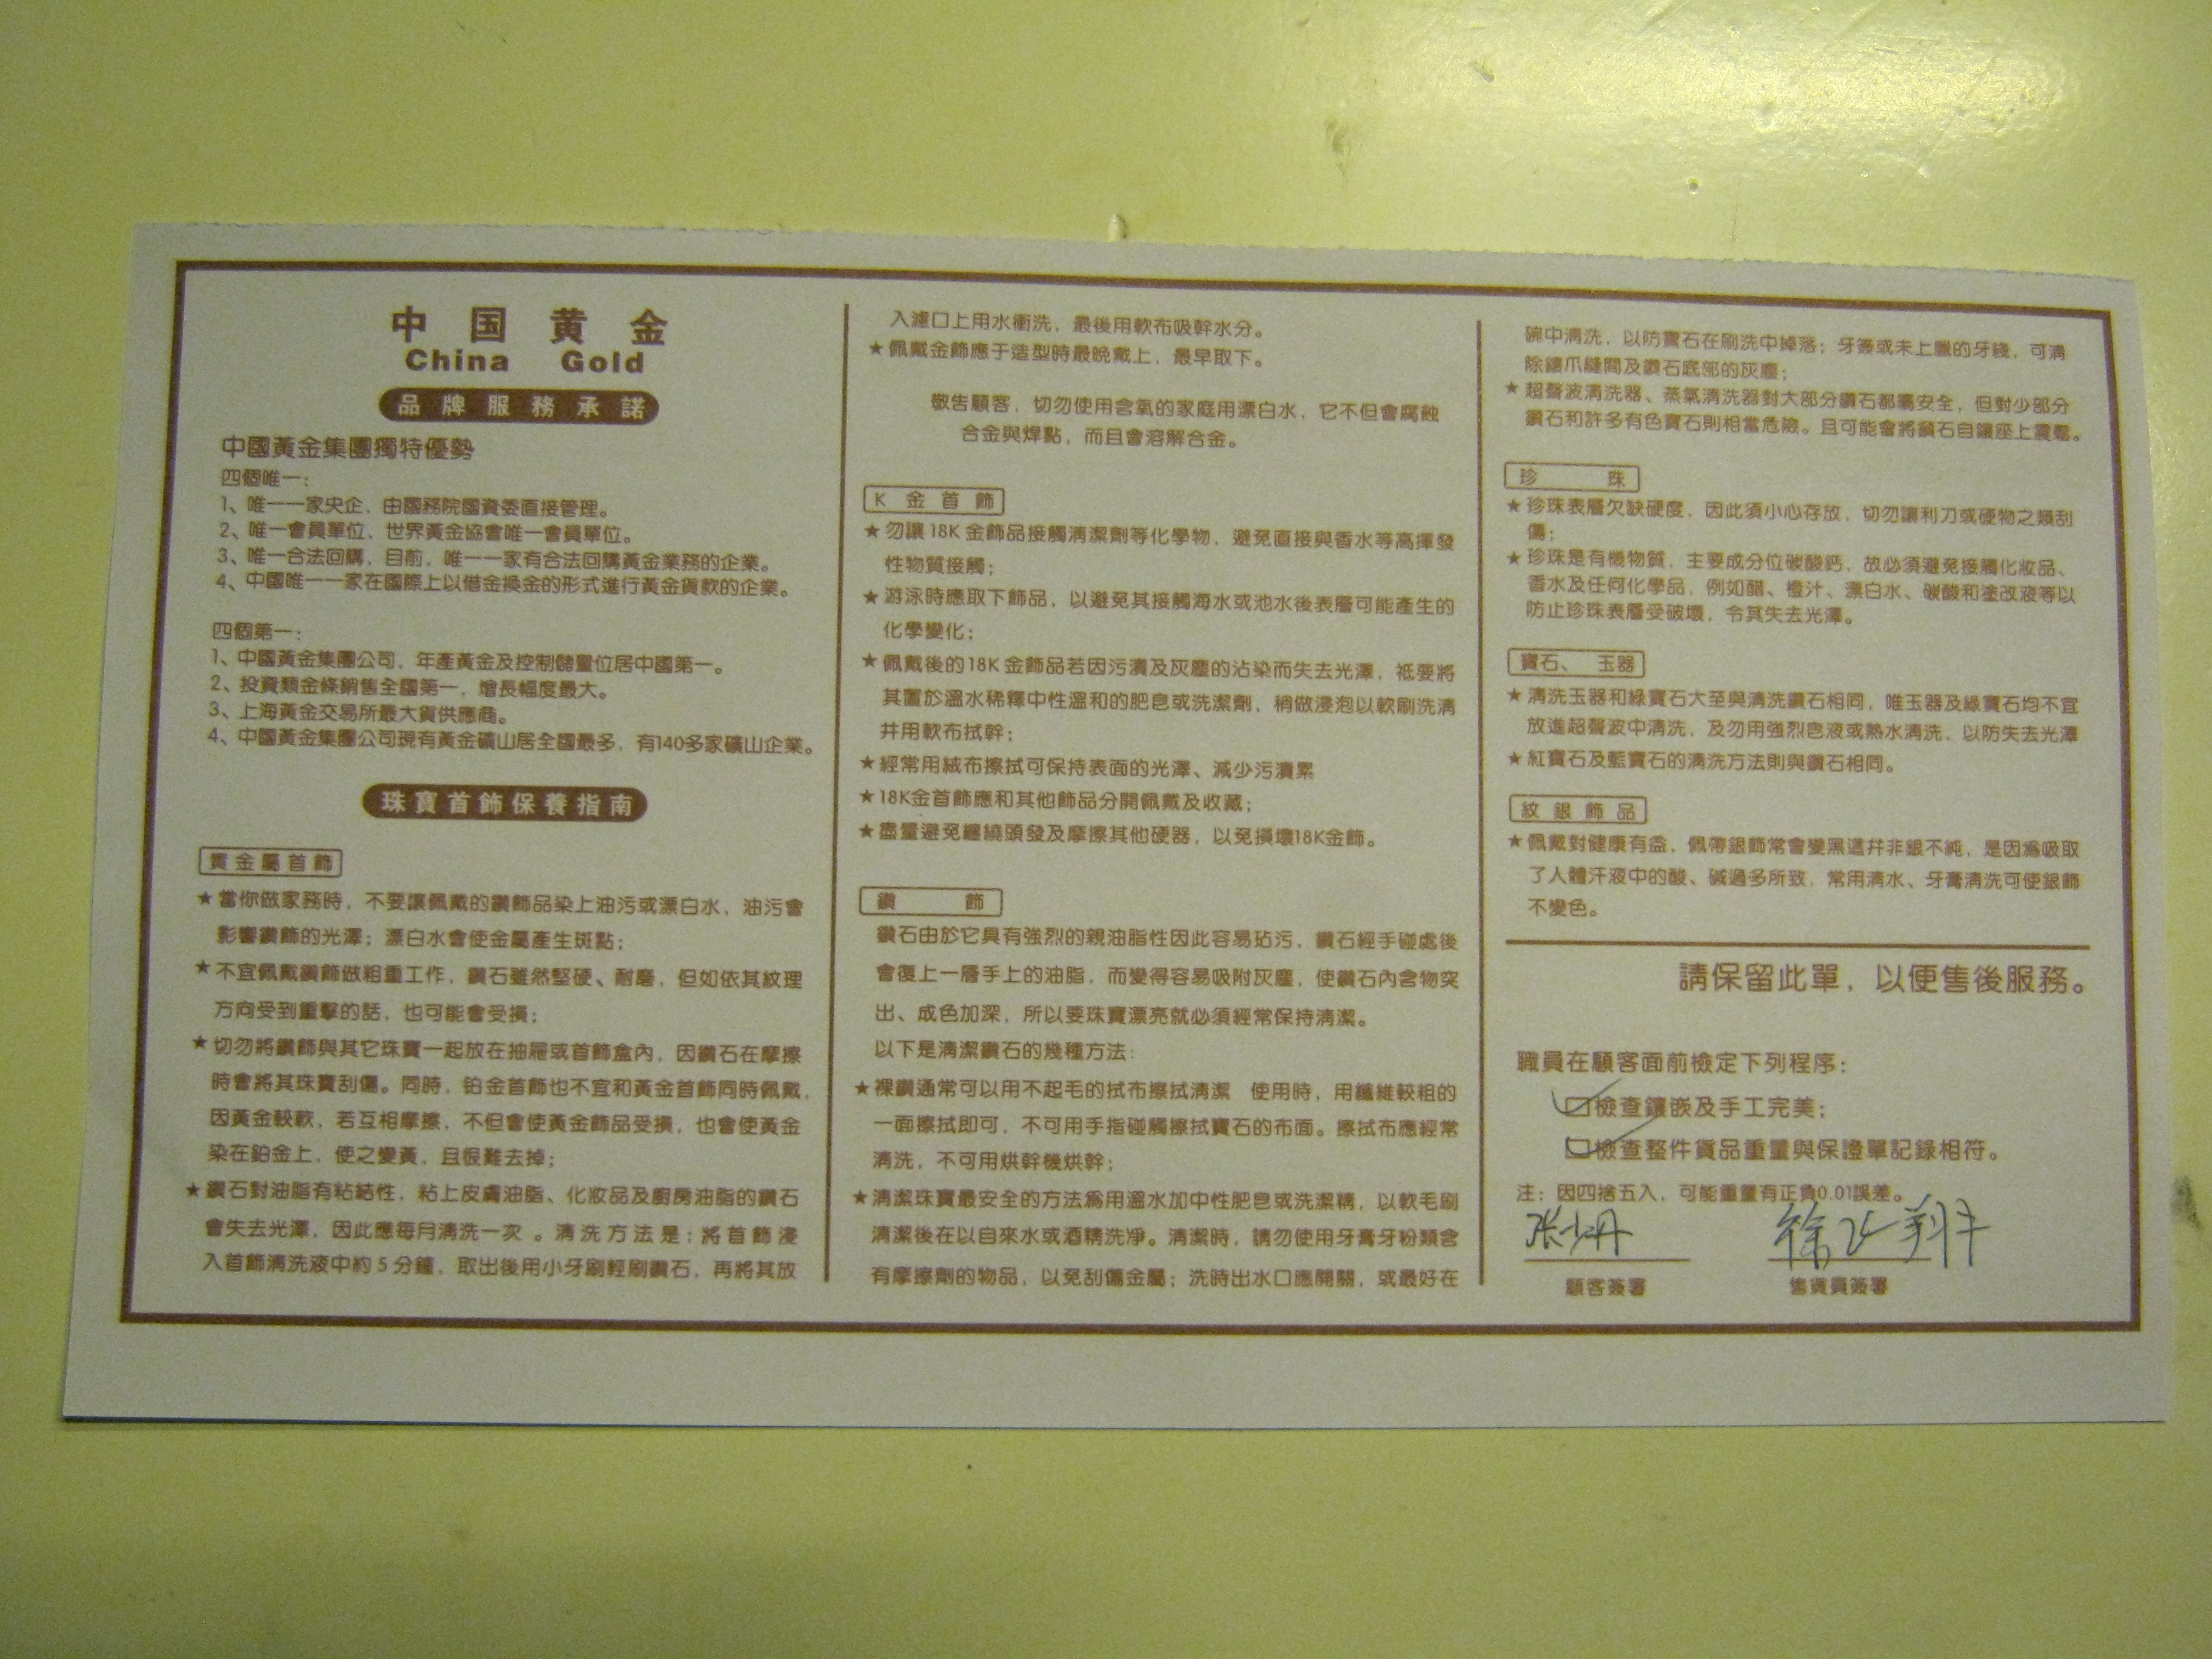 中国黄金
China Gold
品牌服務承諾
中國黃金集團獨特優勢
四個唯一：
1、唯一一家央企，由國務院國資委直接管理。
2、唯一會員單位，世界黃金協會唯一會員單位。
3、唯一合法回購，目前，唯一一家有合法回購黃金業務的企業。
4、中國唯一一家在國際上以借金換金的形式進行黃金貨款的企業。
四個第一：
1、中國黃金集團公司，年產黃金及控制儲量位居中國第一。
2、投資類金條銷售全國第一，增長幅度最大。
3、上海黃金交易所最大貨供應商。
4、中國黃金集團公司現有黃金礦山居全國最多，有140多家礦山企業。
珠寶首飾保養指南
貴金屬首飾
★當你做家務時，不要讓佩戴的鑽飾品染上油污或漂白水，油污會
影響鑽飾的光澤；漂白水會使金屬產生斑點；
★不宜佩戴鑽飾做粗重工作，鑽石雖然堅硬、耐磨，但如依其紋理
方向受到重擊的話，也可能會受損；
★切勿將鑽飾與其它珠寶一起放在抽屜或首飾盒內，因鑽石在摩擦
時會將其珠寶刮傷。同時，鉑金首飾也不宜和黃金首飾同時佩戴，
因黃金較軟，若互相摩擦，不但會使黃金飾品受損，也會使黃金
染在鉑金上，使之變黃，且很難去掉；
★鑽石對油脂有粘結性，粘上皮膚油脂、化妝品及廚房油脂的鑽石
會失去光澤，因此應每月清洗一次。清洗方法是：將首飾浸
入首飾清洗液中約5分鐘，取出後用小牙刷輕刷鑽石，再將其放
入濾口上用水衝洗，最後用軟布吸幹水分。
★佩戴金飾應于造型時最晚戴上，最早取下。
敬告顧客，切勿使用含氧的家庭用漂白水，它不但會腐蝕
合金與焊點，而且會溶解合金。
K金首飾
★勿讓18K金飾品接觸清潔劑等化學物，避免直接與香水等高揮發
性物質接觸；
★游泳時應取下飾品，以避免其接觸海水或池水後表層可能產生的
化學變化；
★佩戴後的18K金飾品若因污漬及灰塵的沾染而失去光澤，祗要將
其置於溫水稀釋中性溫和的肥皂或洗潔劑，稍做浸泡以軟刷洗清
并用軟布拭幹；
★經常用絨布擦拭可保持表面的光澤、減少污漬累
★18K金首飾應和其他飾品分開佩戴及收藏；
★盡量避免纏繞頭發及摩擦其他硬器，以免損壞18K金飾。
鑽飾
鑽石由於它具有強烈的親油脂性因此容易玷污，鑽石經手碰處後
會復上一層手上的油脂，而變得容易吸附灰塵，使鑽石內含物突
出、成色加深，所以要珠寶漂亮就必須經常保持清潔。
以下是清潔鑽石的幾種方法：
★裸鑽通常可以用不起毛的拭布擦拭清潔 使用時，用纖維較粗的
一面擦拭即可，不可用手指碰觸擦拭寶石的布面。擦拭布應經常
清洗，不可用烘幹機烘幹；
★清潔珠寶最安全的方法為用溫水加中性肥皂或洗潔精，以軟毛刷
清潔後在以自來水或酒精洗净。清潔時，請勿使用牙膏牙粉類含
有摩擦劑的物品，以免刮傷金屬；洗時出水口應開關，或最好在
碗中清洗，以防寶石在刷洗中掉落；牙簽或未上臘的牙綫，可清
除鑲爪縫間及鑽石底部的灰塵；
★超聲波清洗器、蒸氣清洗器對大部分鑽石都屬安全，但對少部分
鑽石和許多有色寶石則相當危險。且可能會將鑽石自鑲座上震鬆。
珍珠
★珍珠表層欠缺硬度，因此須小心存放，切勿讓利刀或硬物之類刮
傷；
★珍珠是有機物質，主要成分位碳酸鈣，故必須避免接觸化妝品、
香水及任何化學品，例如醋、橙汁、漂白水、碳酸和塗改液等以
防止珍珠表層受破壞，令其失去光澤。
寶石、玉器
★清洗玉器和綠寶石大至與清洗鑽石相同，唯玉器及綠寶石均不宜
放進超聲波中清洗，及勿用強烈皂液或熱水清洗，以防失去光澤
★紅寶石及藍寶石的清洗方法則與鑽石相同。
紋銀飾品
★佩戴對健康有益，佩帶銀飾常會變黑這并非銀不純，是因為吸取
了人體汗液中的酸、碱過多所致，常用清水、牙膏清洗可使銀飾
不變色。
請保留此單，以便售後服務。
職員在顧客面前檢定下列程序：
檢查鑲嵌及手工完美；
檢查整件貨品重量與保證單記錄相符。
注：因四捨五入，可能重量有正負0.01誤差。
顧客簽署 售貨員簽署